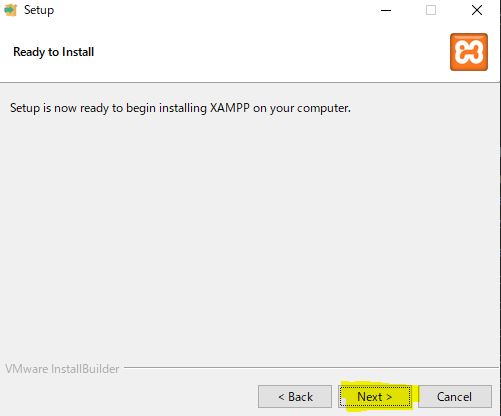 Setup
Ready to Install
Setup is now ready to begin installing XAMPP on your computer.
VMware InstallBuilder
< Back
Next >
Cancel